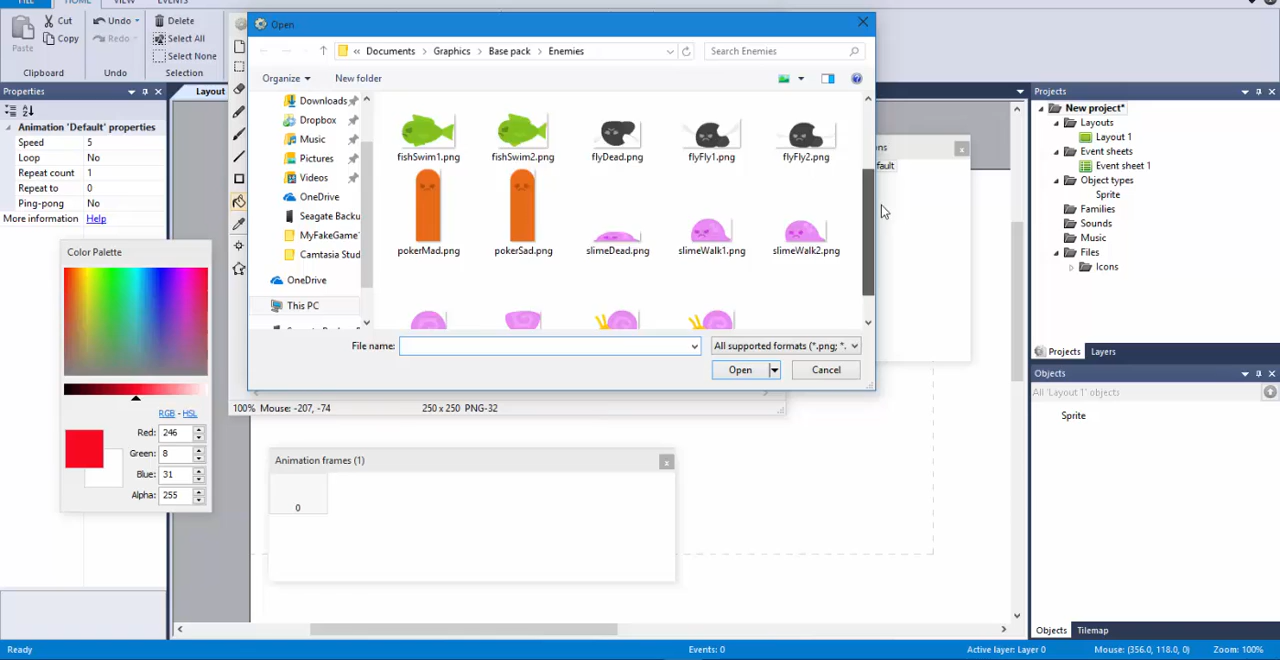 FILE HOME VIEW EVENTS
Paste
Cut
Copy
Clipboard
Undo
Redo
Undo
Delete
Select All
Select None
Selection
Properties
Animation 'Default' properties
Speed 5
Loop No
Repeat count 1
Repeat to 0
Ping-pong No
More information Help
Color Palette
RGB - HSL
Red: 246
Green: 8
Blue: 31
Alpha: 255
Layout
Open
« Documents > Graphics > Base pack > Enemies
Search Enemies
Organize
New folder
Downloads
Dropbox
Music
Pictures
Videos
OneDrive
Seagate Backu
MyFakeGame
Camtasia Stud
OneDrive
This PC
fishSwim1.png fishSwim2.png flyDead.png flyFly1.png flyFly2.png
pokerMad.png pokerSad.png slimeDead.png slimeWalk1.png slimeWalk2.png
File name:
All supported formats (*.png; *.
Open
Cancel
100% Mouse: -207, -74 250 x 250 PNG-32
Animation frames (1)
0
ns
fault
Projects
New project*
Layouts
Layout 1
Event sheets
Event sheet 1
Object types
Sprite
Families
Sounds
Music
Files
Icons
Projects Layers
Objects
All 'Layout 1' objects
Sprite
Objects Tilemap
Ready Events: 0 Active layer: Layer 0 Mouse: (356.0, 118.0, 0) Zoom: 100%